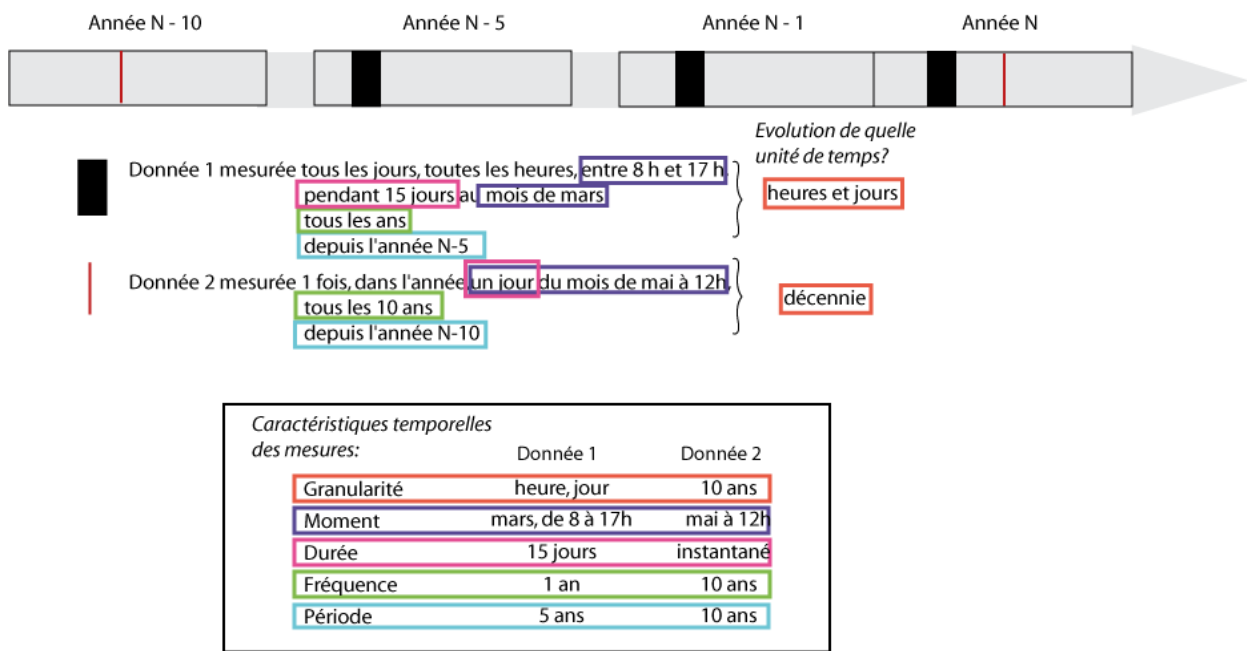 Année N - 10 Année N - 5 Année N - 1 Année N
Evolution de quelle
unité de temps?
Donnée 1 mesurée tous les jours, toutes les heures, entre 8 h et 17 h,
pendant 15 jours au mois de mars
heures et jours
tous les ans
depuis l'année N-5
Donnée 2 mesurée 1 fois, dans l'année, un jour du mois de mai à 12h,
tous les 10 ans
décennie
depuis l'année N-10
Caractéristiques temporelles
des mesures:
Donnée 1 Donnée 2
Granularité heure, jour 10 ans
Moment mars, de 8 à 17h mai à 12h
Durée 15 jours instantané
Fréquence 1 an 10 ans
Période 5 ans 10 ans